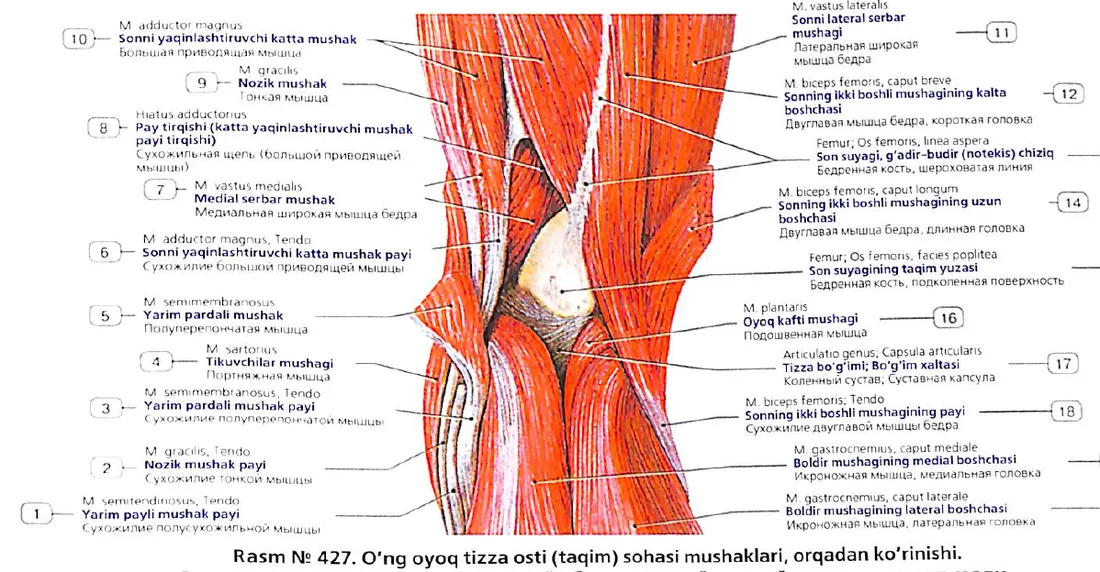 10
M adductor magnus
Sonni yaqinlashtiruvchi katta mushak
Большая приводящая мышца
9
M gracilis
Nozik mushak
Тонкая мышца
8
Hiatus adductorius
Pay tirqishi (katta yaqinlashtiruvchi mushak
payi tirqishi)
Сухожильная щель (большой приводящей
мышцы)
7
M vastus medialis
Medial serbar mushak
Медиальная широкая мышца бедра
6
M adductor magnus, Tendo
Sonni yaqinlashtiruvchi katta mushak payi
Сухожилие большой приводящей мышцы
5
M semimembranosus
Yarim pardali mushak
Полуперепончатая мышца
4
M sartorius
Tikuvchilar mushagi
Портняжная мышца
3
M semimembranosus, Tendo
Yarim pardali mushak payi
Сухожилие полуперепончатой мышцы
2
M gracilis, Tendo
Nozik mushak payi
Сухожилие тонкой мышцы
1
M semitendinosus, Tendo
Yarim payli mushak payi
Сухожилие полусухожильной мышцы
M. vastus lateralis
Sonni lateral serbar
mushagi
Латеральная широкая
мышца бедра
11
M. biceps femoris, caput breve
Sonning ikki boshli mushagining kalta
boshchasi
Двуглавая мышца бедра, короткая головка
12
Femur; Os femoris, linea aspera
Son suyagi, g'adir-budir (notekis) chiziq
Бедренная кость, шероховатая линия
M. biceps femoris, caput longum
Sonning ikki boshli mushagining uzun
boshchasi
Двуглавая мышца бедра, длинная головка
14
Femur; Os femoris, facies poplitea
Son suyagining taqim yuzasi
Бедренная кость, подколенная поверхность
M. plantaris
Oyoq kafti mushagi
Подошвенная мышца
16
Articulatio genus; Capsula articularis
Tizza bo'g'imi; Bo'g'im xaltasi
Коленный сустав; Суставная капсула
17
M. biceps femoris; Tendo
Sonning ikki boshli mushagining payi
Сухожилие двуглавой мышцы бедра
18
M. gastrocnemius, caput mediale
Boldir mushagining medial boshchasi
Икроножная мышца, медиальная головка
M. gastrocnemius, caput laterale
Boldir mushagining lateral boshchasi
Икроножная мышца, латеральная головка
Rasm № 427. O'ng oyoq tizza osti (taqim) sohasi mushaklari, orqadan ko'rinishi.